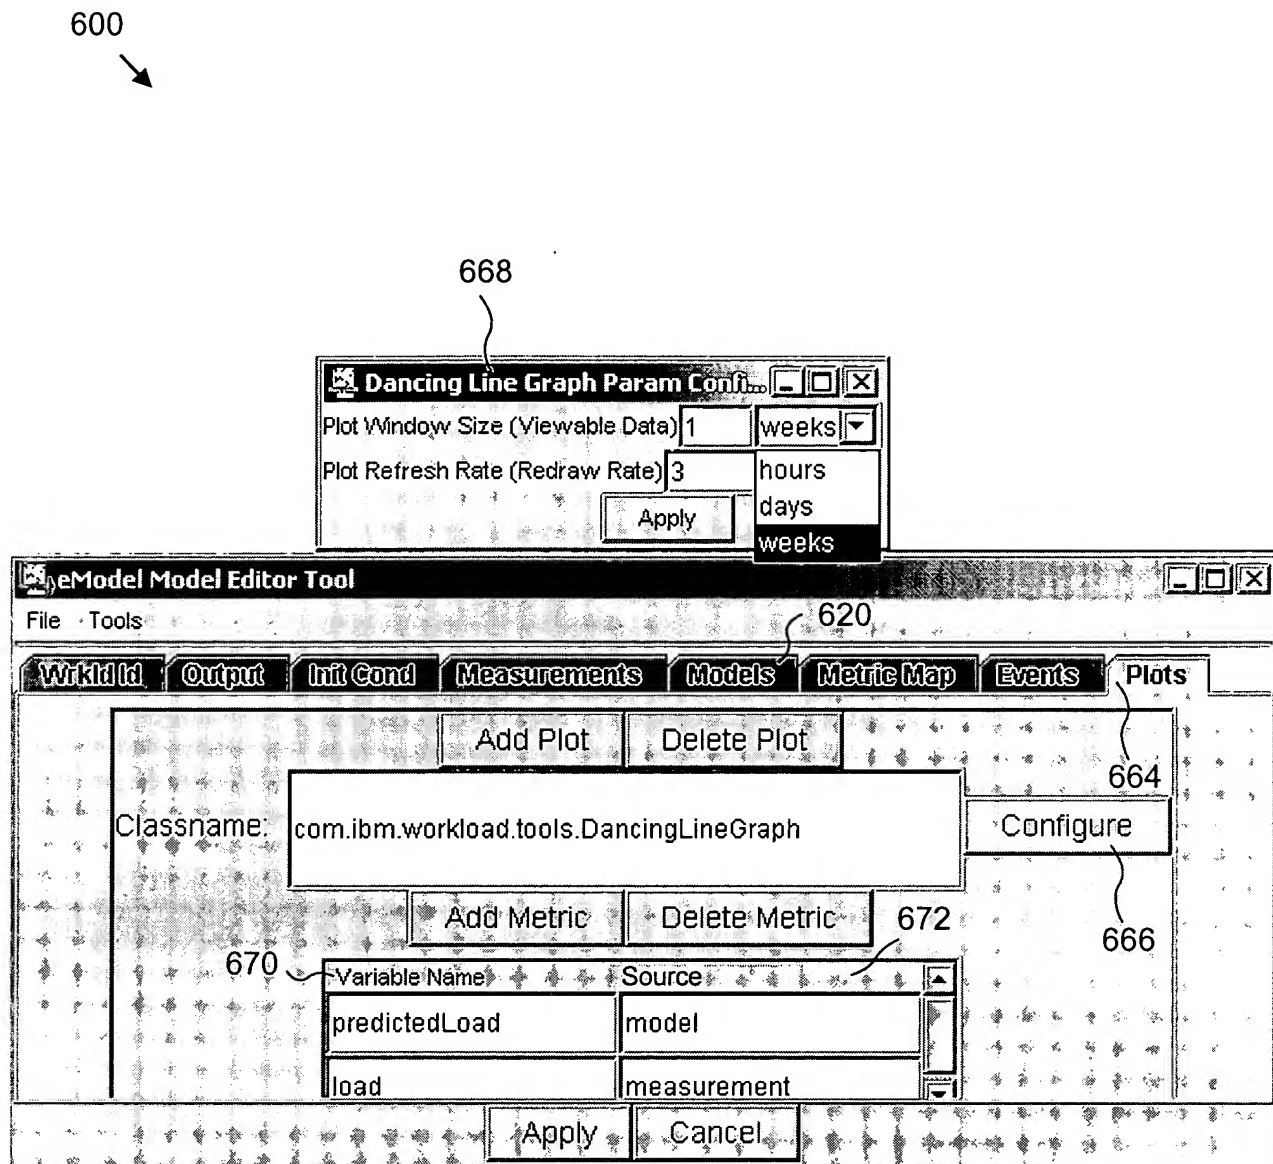 600
668
Dancing Line Graph Param Confi...
Plot Window Size (Viewable Data) 1 weeks
Plot Refresh Rate (Redraw Rate) 3 hours
days
Apply
weeks
eModel Model Editor Tool
File Tools
620
Wrkld Id Output Init Cond Measurements Models Metric Map Events Plots
Add Plot Delete Plot
664
Classname: com.ibm.workload.tools.DancingLineGraph Configure
Add Metric Delete Metric 672
666
670 Variable Name Source
predictedLoad model
load measurement
Apply Cancel